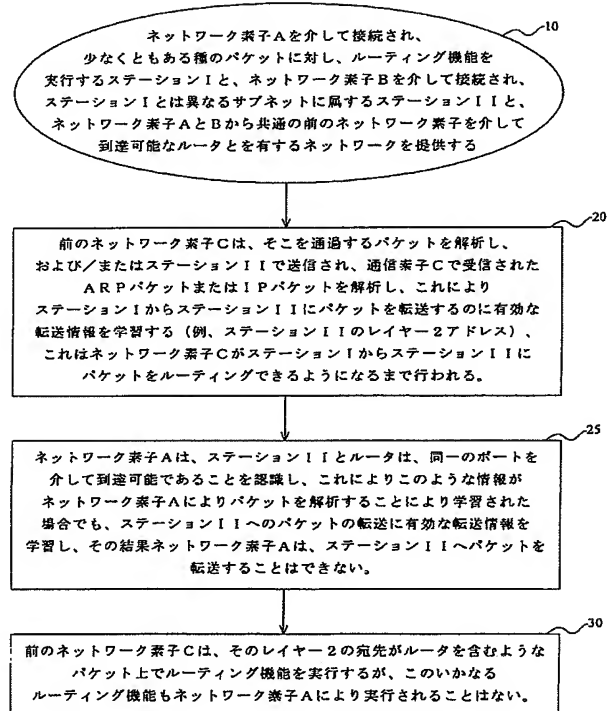 10
ネットワーク素子Aを介して接続され、
少なくともある種のパケットに対し、ルーティング機能を
実行するステーションIと、ネットワーク素子Bを介して接続され、
ステーションIとは異なるサブネットに属するステーションIIと、
ネットワーク素子AとBから共通の前のネットワーク素子を介して
到達可能なルータとを有するネットワークを提供する
20
前のネットワーク素子Cは、そこを通過するパケットを解析し、
および/またはステーションIIで送信され、通信素子Cで受信された
ARPパケットまたはIPパケットを解析し、これにより
ステーションIからステーションIIにパケットを転送するのに有効な
転送情報を学習する(例、ステーションIIのレイヤー2アドレス)、
これはネットワーク素子CがステーションIからステーションIIに
パケットをルーティングできるようになるまで行われる。
25
ネットワーク素子Aは、ステーションIIとルータは、同一のポートを
介して到達可能であることを認識し、これによりこのような情報が
ネットワーク素子Aによりパケットを解析することにより学習された
場合でも、ステーションIIへのパケットの転送に有効な転送情報を
学習し、その結果ネットワーク素子Aは、ステーションIIへパケットを
転送することはできない。
30
前のネットワーク素子Cは、そのレイヤー2の宛先がルータを含むような
パケット上でルーティング機能を実行するが、このいかなる
ルーティング機能もネットワーク素子Aにより実行されることはない。